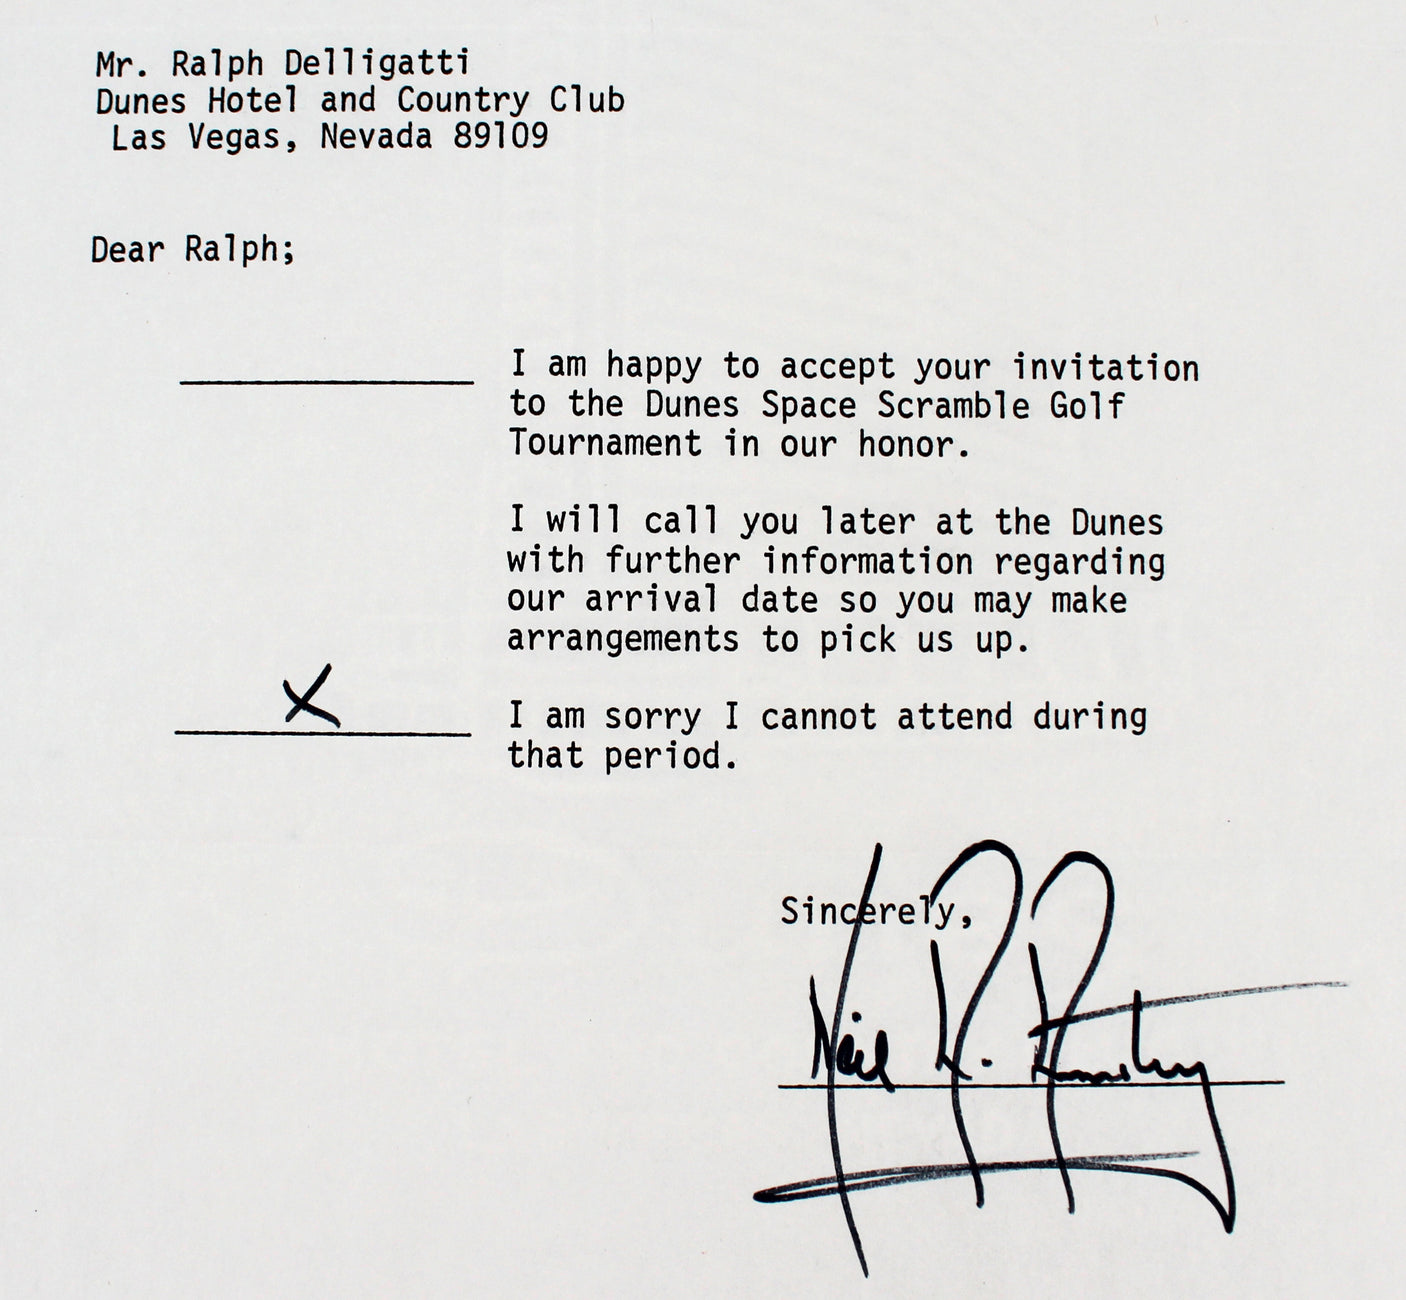 Mr. Ralph Delligatti
Dunes Hotel and Country Club
Las Vegas, Nevada 89109
Dear Ralph;
I am happy to accept your invitation
to the Dunes Space Scramble Golf
Tournament in our honor.
I will call you later at the Dunes
with further information regarding
our arrival date so you may make
arrangements to pick us up.
X
I am sorry I cannot attend during
that period.
Sincerely,
Neil